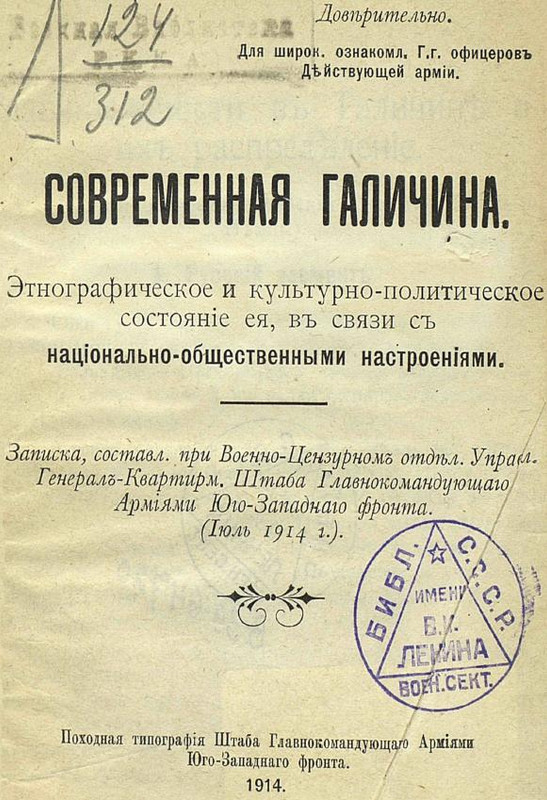 Довѣрительно.
124
312
Для широк. ознакомл. Г.г. офицеровъ
Дѣйствующей арміи.
СОВРЕМЕННАЯ ГАЛИЧИНА.
Этнографическое и культурно-политическое
состояніе ея, въ связи съ
національно-общественными настроеніями.
Записка, составл. при Военно-Цензурномъ отдѣл. Управл.
Генералъ-Квартирм. Штаба Главнокомандующаго
Арміями Юго-Западнаго фронта.
(Іюль 1914 г.).
БИБЛ. С.С.С.Р.
ИМЕНИ
В.И.
ЛЕНИНА
ВОЕН.СЕКТ.
Походная типографія Штаба Главнокомандующаго Арміями
Юго-Западнаго фронта.
1914.